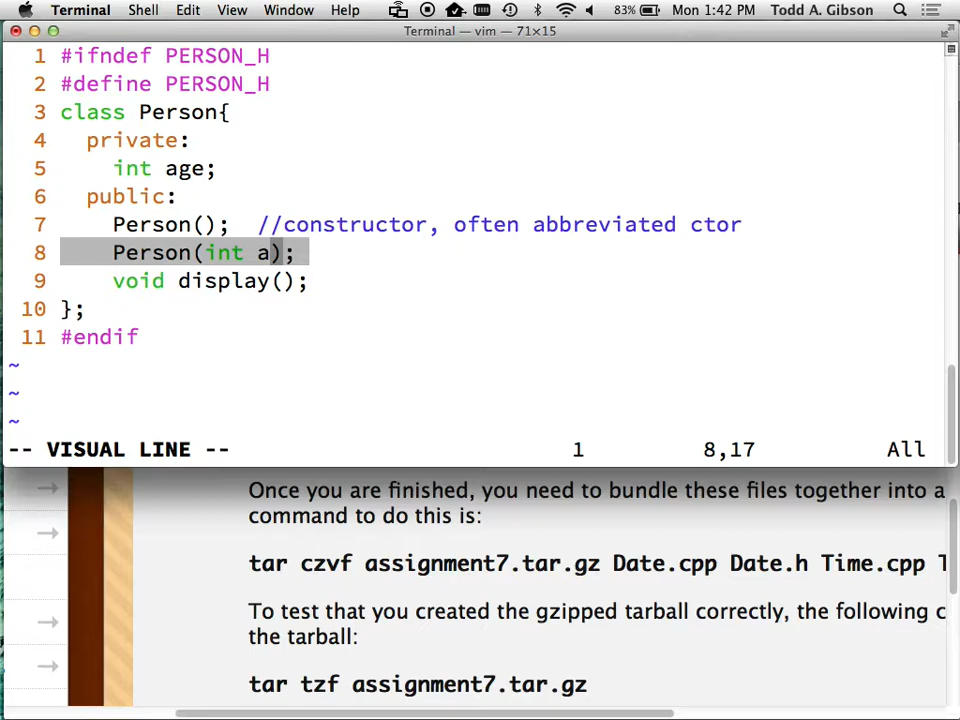 Terminal Shell Edit View Window Help 83% Mon 1:42 PM Todd A. Gibson
Terminal — vim — 71×15
1 #ifndef PERSON_H
2 #define PERSON_H
3 class Person{
4   private:
5     int age;
6   public:
7     Person();  //constructor, often abbreviated ctor
8     Person(int a);
9     void display();
10 };
11 #endif
~
~
~
-- VISUAL LINE -- 1 8,17 All
Once you are finished, you need to bundle these files together into a
command to do this is:
tar czvf assignment7.tar.gz Date.cpp Date.h Time.cpp T
To test that you created the gzipped tarball correctly, the following c
the tarball:
tar tzf assignment7.tar.gz